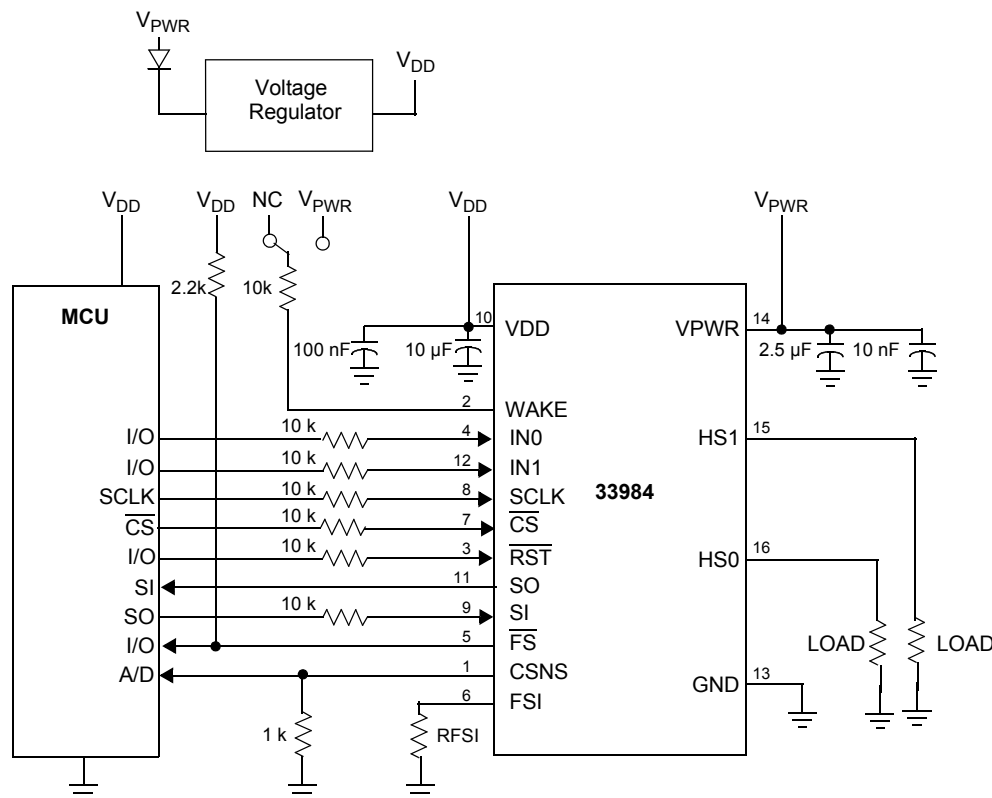 VPWR
Voltage
Regulator
VDD
VDD
VDD
NC
VPWR
VDD
VPWR
MCU
2.2k
10k
10
VDD
VPWR
14
100 nF
10 µF
2.5 µF
10 nF
2
WAKE
I/O
10 k
4
IN0
HS1
15
I/O
10 k
12
IN1
SCLK
10 k
8
SCLK
33984
CS
10 k
7
CS
I/O
10 k
3
RST
HS0
16
SI
11
SO
SO
10 k
9
SI
I/O
5
FS
LOAD
LOAD
A/D
1
CSNS
GND
13
6
FSI
1 k
RFSI